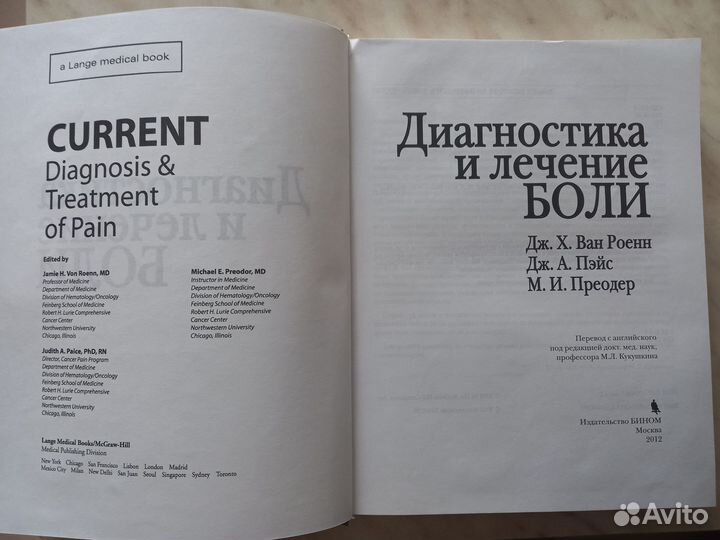 a Lange medical book
CURRENT
Diagnosis &
Treatment
of Pain
Edited by
Jamie H. Von Roenn, MD
Professor of Medicine
Department of Medicine
Division of Hematology/Oncology
Feinberg School of Medicine
Robert H. Lurie Comprehensive
Cancer Center
Northwestern University
Chicago, Illinois
Judith A. Paice, PhD, RN
Director, Cancer Pain Program
Department of Medicine
Division of Hematology/Oncology
Feinberg School of Medicine
Robert H. Lurie Comprehensive
Cancer Center
Northwestern University
Chicago, Illinois
Michael E. Preodor, MD
Instructor in Medicine
Department of Medicine
Division of Hematology/Oncology
Feinberg School of Medicine
Robert H. Lurie Comprehensive
Cancer Center
Northwestern University
Chicago, Illinois
Lange Medical Books/McGraw-Hill
Medical Publishing Division
New York Chicago San Francisco Lisbon London Madrid
Mexico City Milan New Delhi San Juan Seoul Singapore Sydney Toronto
Диагностика
и лечение
БОЛИ
Дж. Х. Ван Роенн
Дж. А. Пэйс
М. И. Преодер
Перевод с английского
под редакцией докт. мед. наук,
профессора М.Л. Кукушкина
Издательство БИНОМ
Москва
2012
Avito